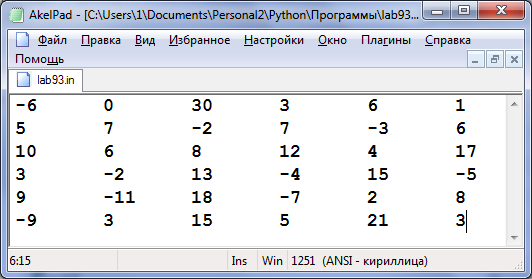 AkelPad - [C:\Users\1\Documents\Personal2\Python\Программы\lab93...
Файл Правка Вид Избранное Настройки Окно Плагины Справка
Помощь
lab93.in
-6 0 30 3 6 1
5 7 -2 7 -3 6
10 6 8 12 4 17
3 -2 13 -4 15 -5
9 -11 18 -7 2 8
-9 3 15 5 21 3
6:15 Ins Win 1251 (ANSI - кириллица)